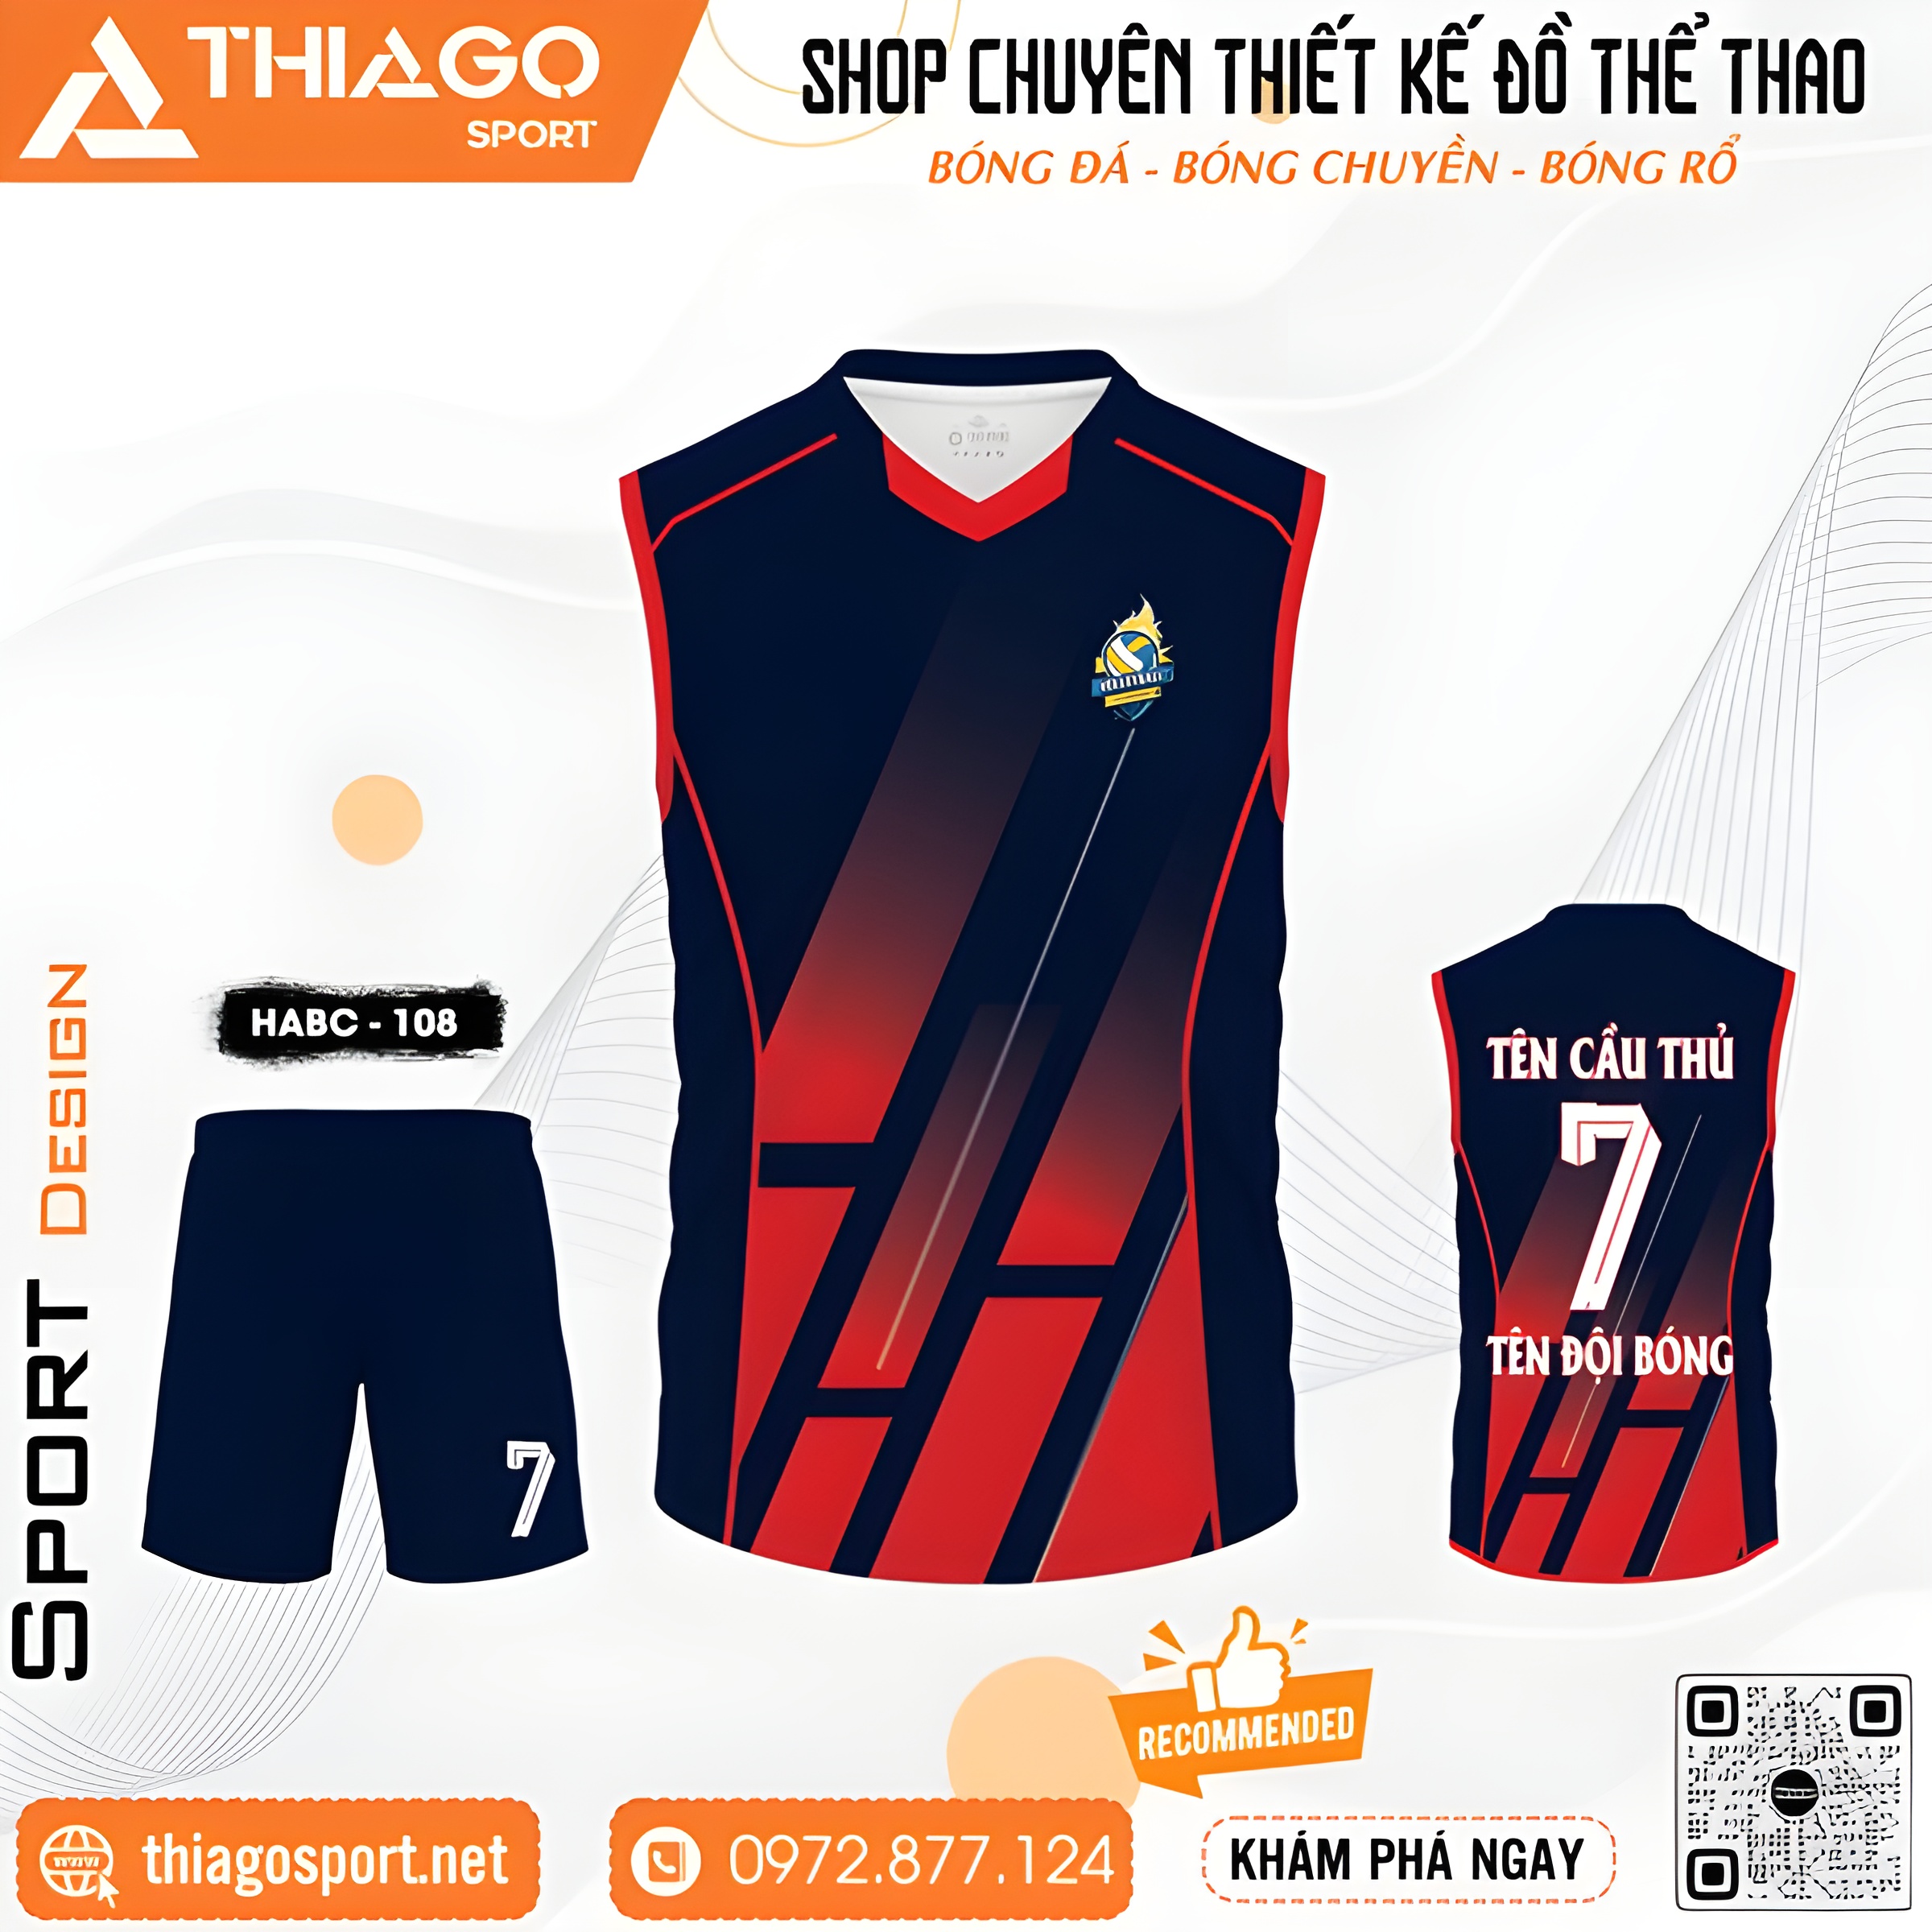 THIAGO
SPORT
SHOP CHUYÊN THIẾT KẾ ĐỒ THỂ THAO
BÓNG ĐÁ - BÓNG CHUYỀN - BÓNG RỔ
HABC - 108
SPORT DESIGN
7
TÊN CẦU THỦ
7
TÊN ĐỘI BÓNG
RECOMMENDED
thiagosport.net
0972.877.124
KHÁM PHÁ NGAY